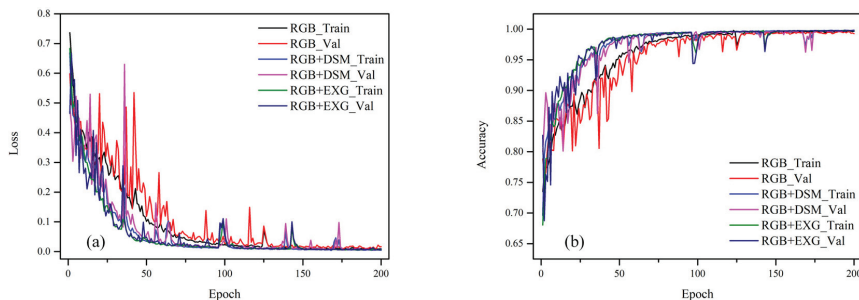 0.8
0.7
0.6
0.5
0.4
0.3
0.2
0.1
0.0
Loss
0
50
100
150
200
Epoch
RGB_Train
RGB_Val
RGB+DSM_Train
RGB+DSM_Val
RGB+EXG_Train
RGB+EXG_Val
(a)
1.00
0.95
0.90
0.85
0.80
0.75
0.70
0.65
Accuracy
0
50
100
150
200
Epoch
RGB_Train
RGB_Val
RGB+DSM_Train
RGB+DSM_Val
RGB+EXG_Train
RGB+EXG_Val
(b)